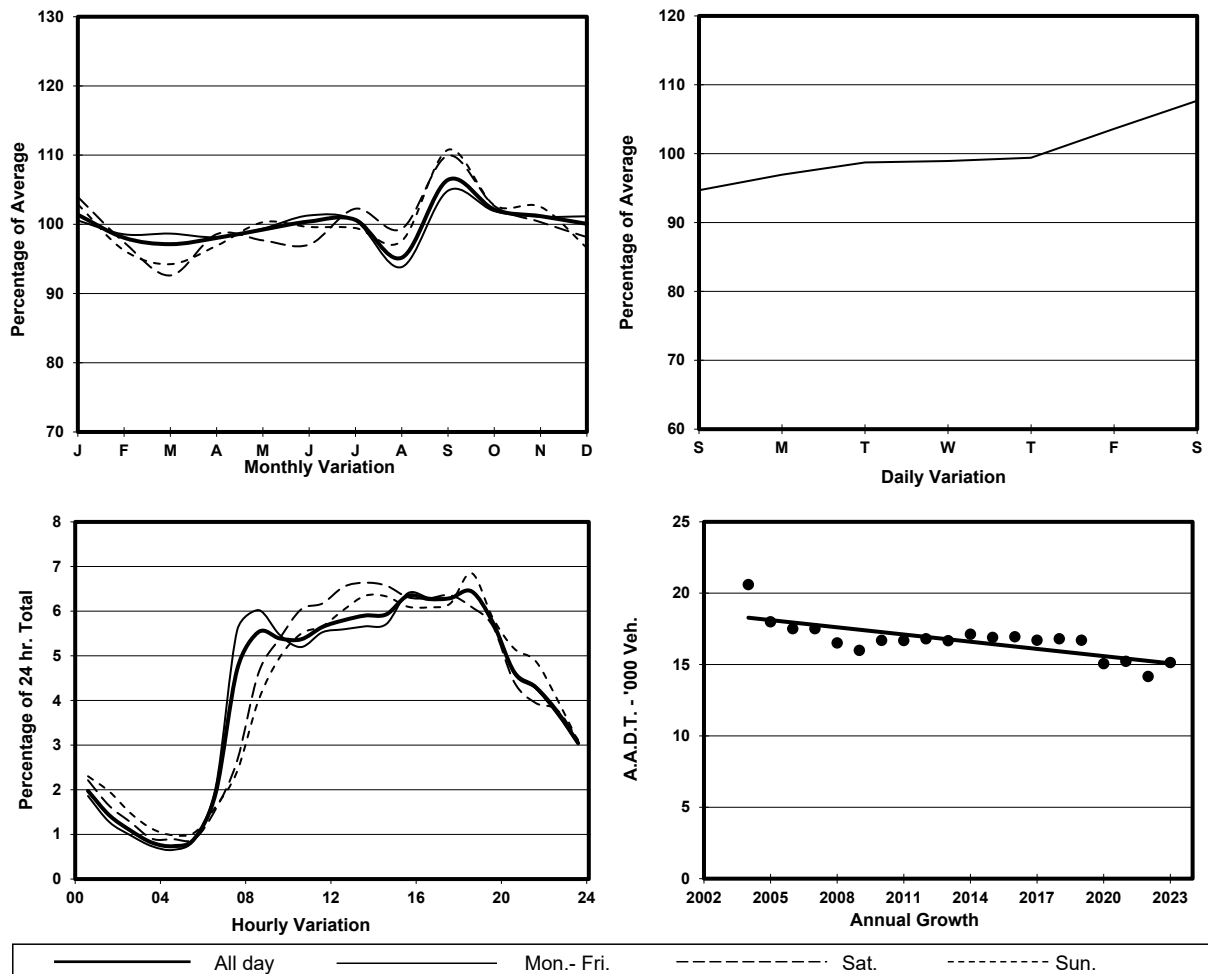 130
120
110
100
90
80
70
Percentage of Average
J F M A M J J A S O N D
Monthly Variation
120
110
100
90
80
70
60
Percentage of Average
S M T W T F S
Daily Variation
8
7
6
5
4
3
2
1
0
Percentage of 24 hr. Total
00 04 08 12 16 20 24
Hourly Variation
25
20
15
10
5
0
A.A.D.T. - '000 Veh.
2002 2005 2008 2011 2014 2017 2020 2023
Annual Growth
All day Mon.- Fri. Sat. Sun.